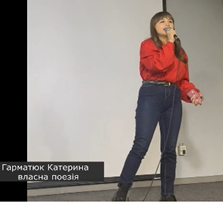 Гарматюк Катерина
власна поезія